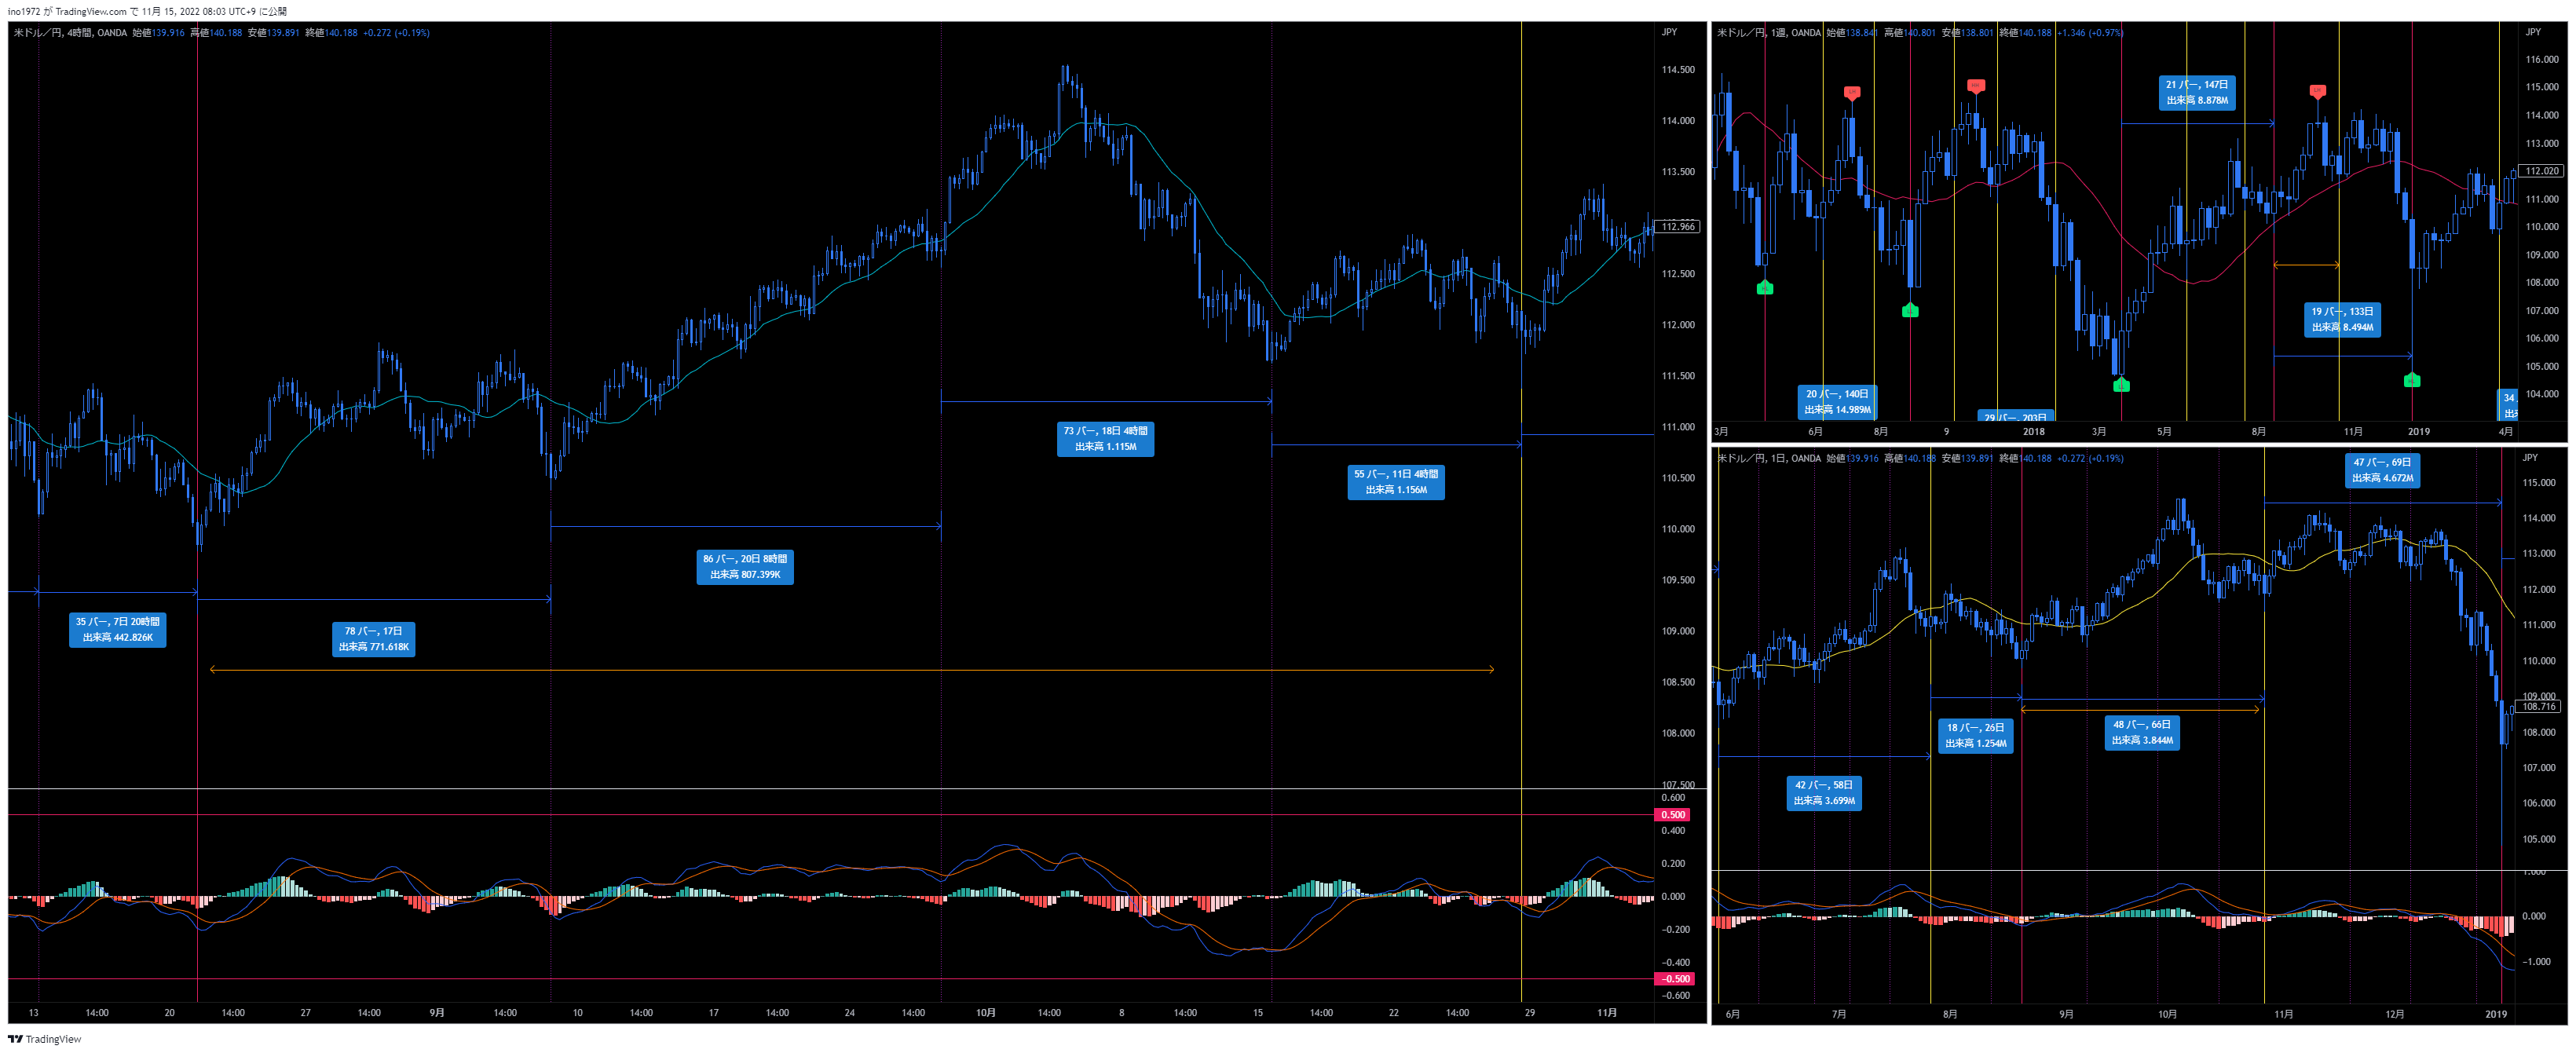 ino1972 が TradingView.com で 11月 15, 2022 08:03 UTC+9 に公開
米ドル／円, 4時間, OANDA 始値139.916 高値140.188 安値139.891 終値140.188 +0.272 (+0.19%)
JPY
114.500
114.000
113.500
112.966
112.500
112.000
111.500
111.000
110.500
110.000
109.500
109.000
108.500
108.000
107.500
73 バー, 18日 4時間
出来高 1.115M
55 バー, 11日 4時間
出来高 1.156M
86 バー, 20日 8時間
出来高 807.399K
35 バー, 7日 20時間
出来高 442.826K
78 バー, 17日
出来高 771.618K
0.600
0.500
0.400
0.200
0.000
-0.200
-0.400
-0.500
-0.600
13 14:00 20 14:00 27 14:00 9月 14:00 10 14:00 17 14:00 24 14:00 10月 14:00 8 14:00 15 14:00 22 14:00 29 11月
米ドル／円, 1週, OANDA 始値138.841 高値140.801 安値138.801 終値140.188 +1.346 (+0.97%)
JPY
116.000
115.000
114.000
113.000
112.020
111.000
110.000
109.000
108.000
107.000
106.000
105.000
104.000
21 バー, 147日
出来高 8.878M
19 バー, 133日
出来高 8.494M
20 バー, 140日
出来高 14.989M
29 バー, 203日
34
3月 6月 8月 9 2018 3月 5月 8月 11月 2019 4月
米ドル／円, 1日, OANDA 始値139.916 高値140.188 安値139.891 終値140.188 +0.272 (+0.19%)
JPY
115.000
114.000
113.000
112.000
111.000
110.000
109.000
108.716
108.000
107.000
106.000
105.000
47 バー, 69日
出来高 4.672M
18 バー, 26日
出来高 1.254M
48 バー, 66日
出来高 3.844M
42 バー, 58日
出来高 3.699M
1.000
0.000
-1.000
6月 7月 8月 9月 10月 11月 12月 2019
TradingView